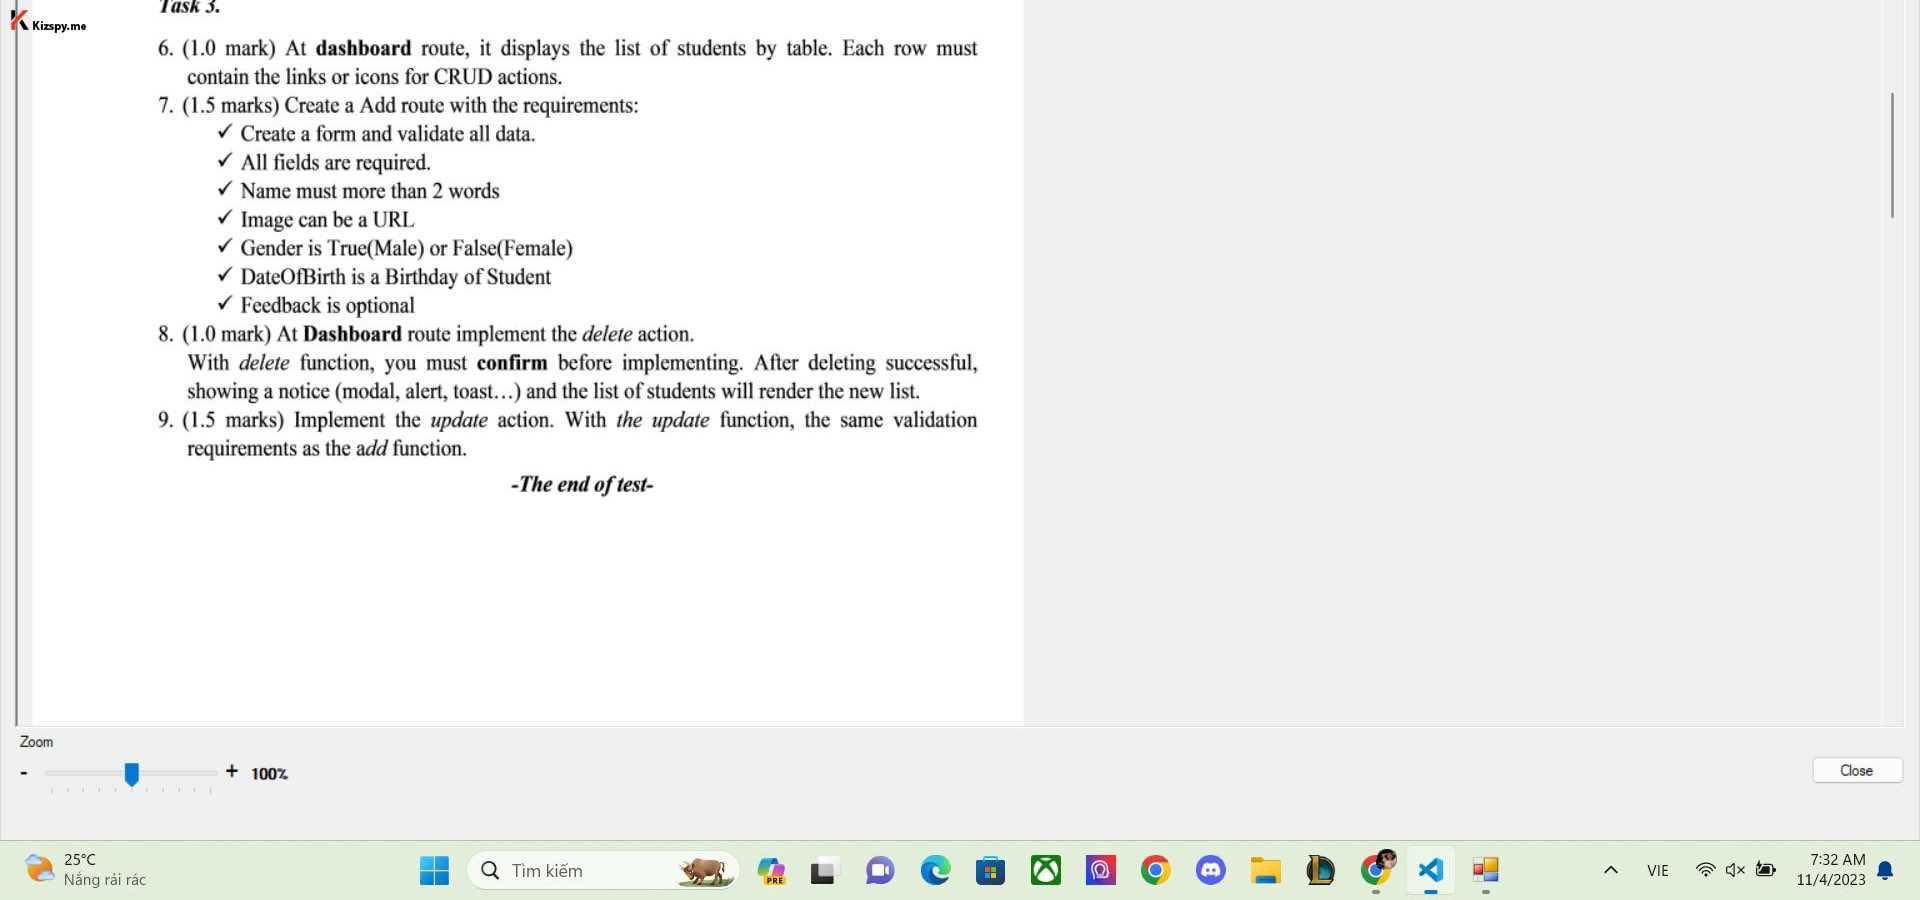 Task 3.
Kizspy.me
6. (1.0 mark) At dashboard route, it displays the list of students by table. Each row must
contain the links or icons for CRUD actions.
7. (1.5 marks) Create a Add route with the requirements:
✓ Create a form and validate all data.
✓ All fields are required.
✓ Name must more than 2 words
✓ Image can be a URL
✓ Gender is True(Male) or False(Female)
✓ DateOfBirth is a Birthday of Student
✓ Feedback is optional
8. (1.0 mark) At Dashboard route implement the delete action.
With delete function, you must confirm before implementing. After deleting successful,
showing a notice (modal, alert, toast…) and the list of students will render the new list.
9. (1.5 marks) Implement the update action. With the update function, the same validation
requirements as the add function.
-The end of test-
Zoom
- + 100%
Close
25°C
Nắng rải rác
Tìm kiếm
PRE
VIE
7:32 AM
11/4/2023